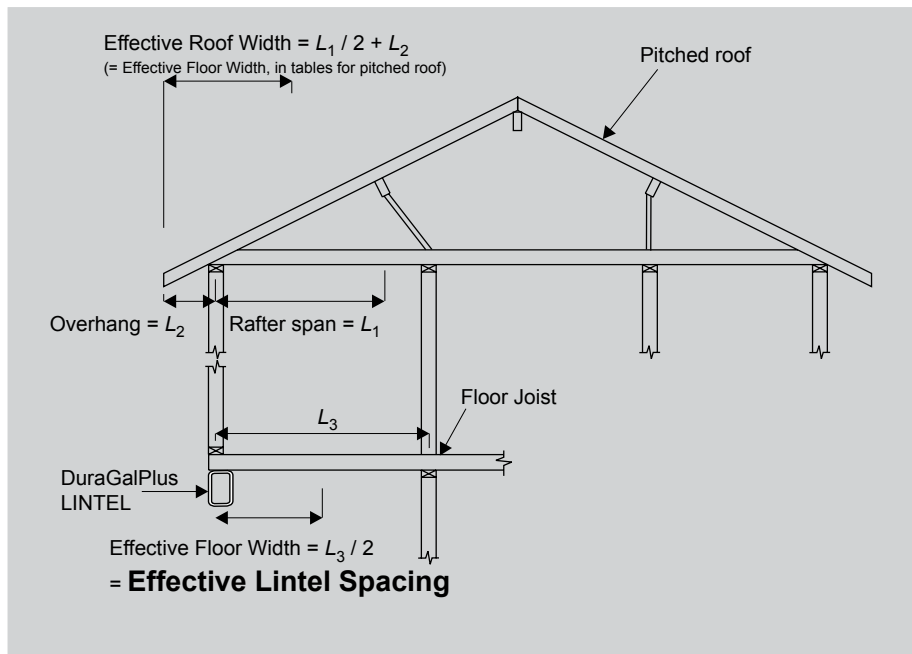 Effective Roof Width = L₁ / 2 + L₂
(= Effective Floor Width, in tables for pitched roof)
Pitched roof
Overhang = L₂
Rafter span = L₁
Floor Joist
L₃
DuraGalPlus
LINTEL
Effective Floor Width = L₃ / 2
= Effective Lintel Spacing